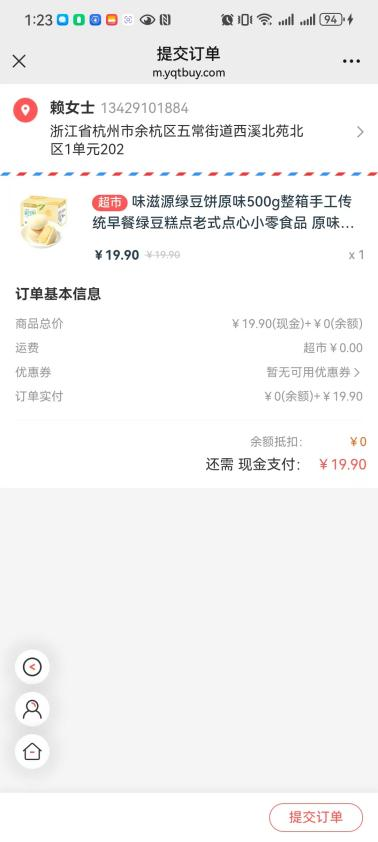 1:23
94
提交订单
m.yqtbuy.com
赖女士 13429101884
浙江省杭州市余杭区五常街道西溪北苑北
区1单元202
超市 味滋源绿豆饼原味500g整箱手工传
统早餐绿豆糕点老式点心小零食品 原味...
¥19.90 ¥19.90 x 1
订单基本信息
商品总价 ¥19.90(现金)+¥0(余额)
运费 超市¥0.00
优惠券 暂无可用优惠券
订单实付 ¥0(余额)+¥19.90
余额抵扣: ¥0
还需 现金支付: ¥19.90
提交订单